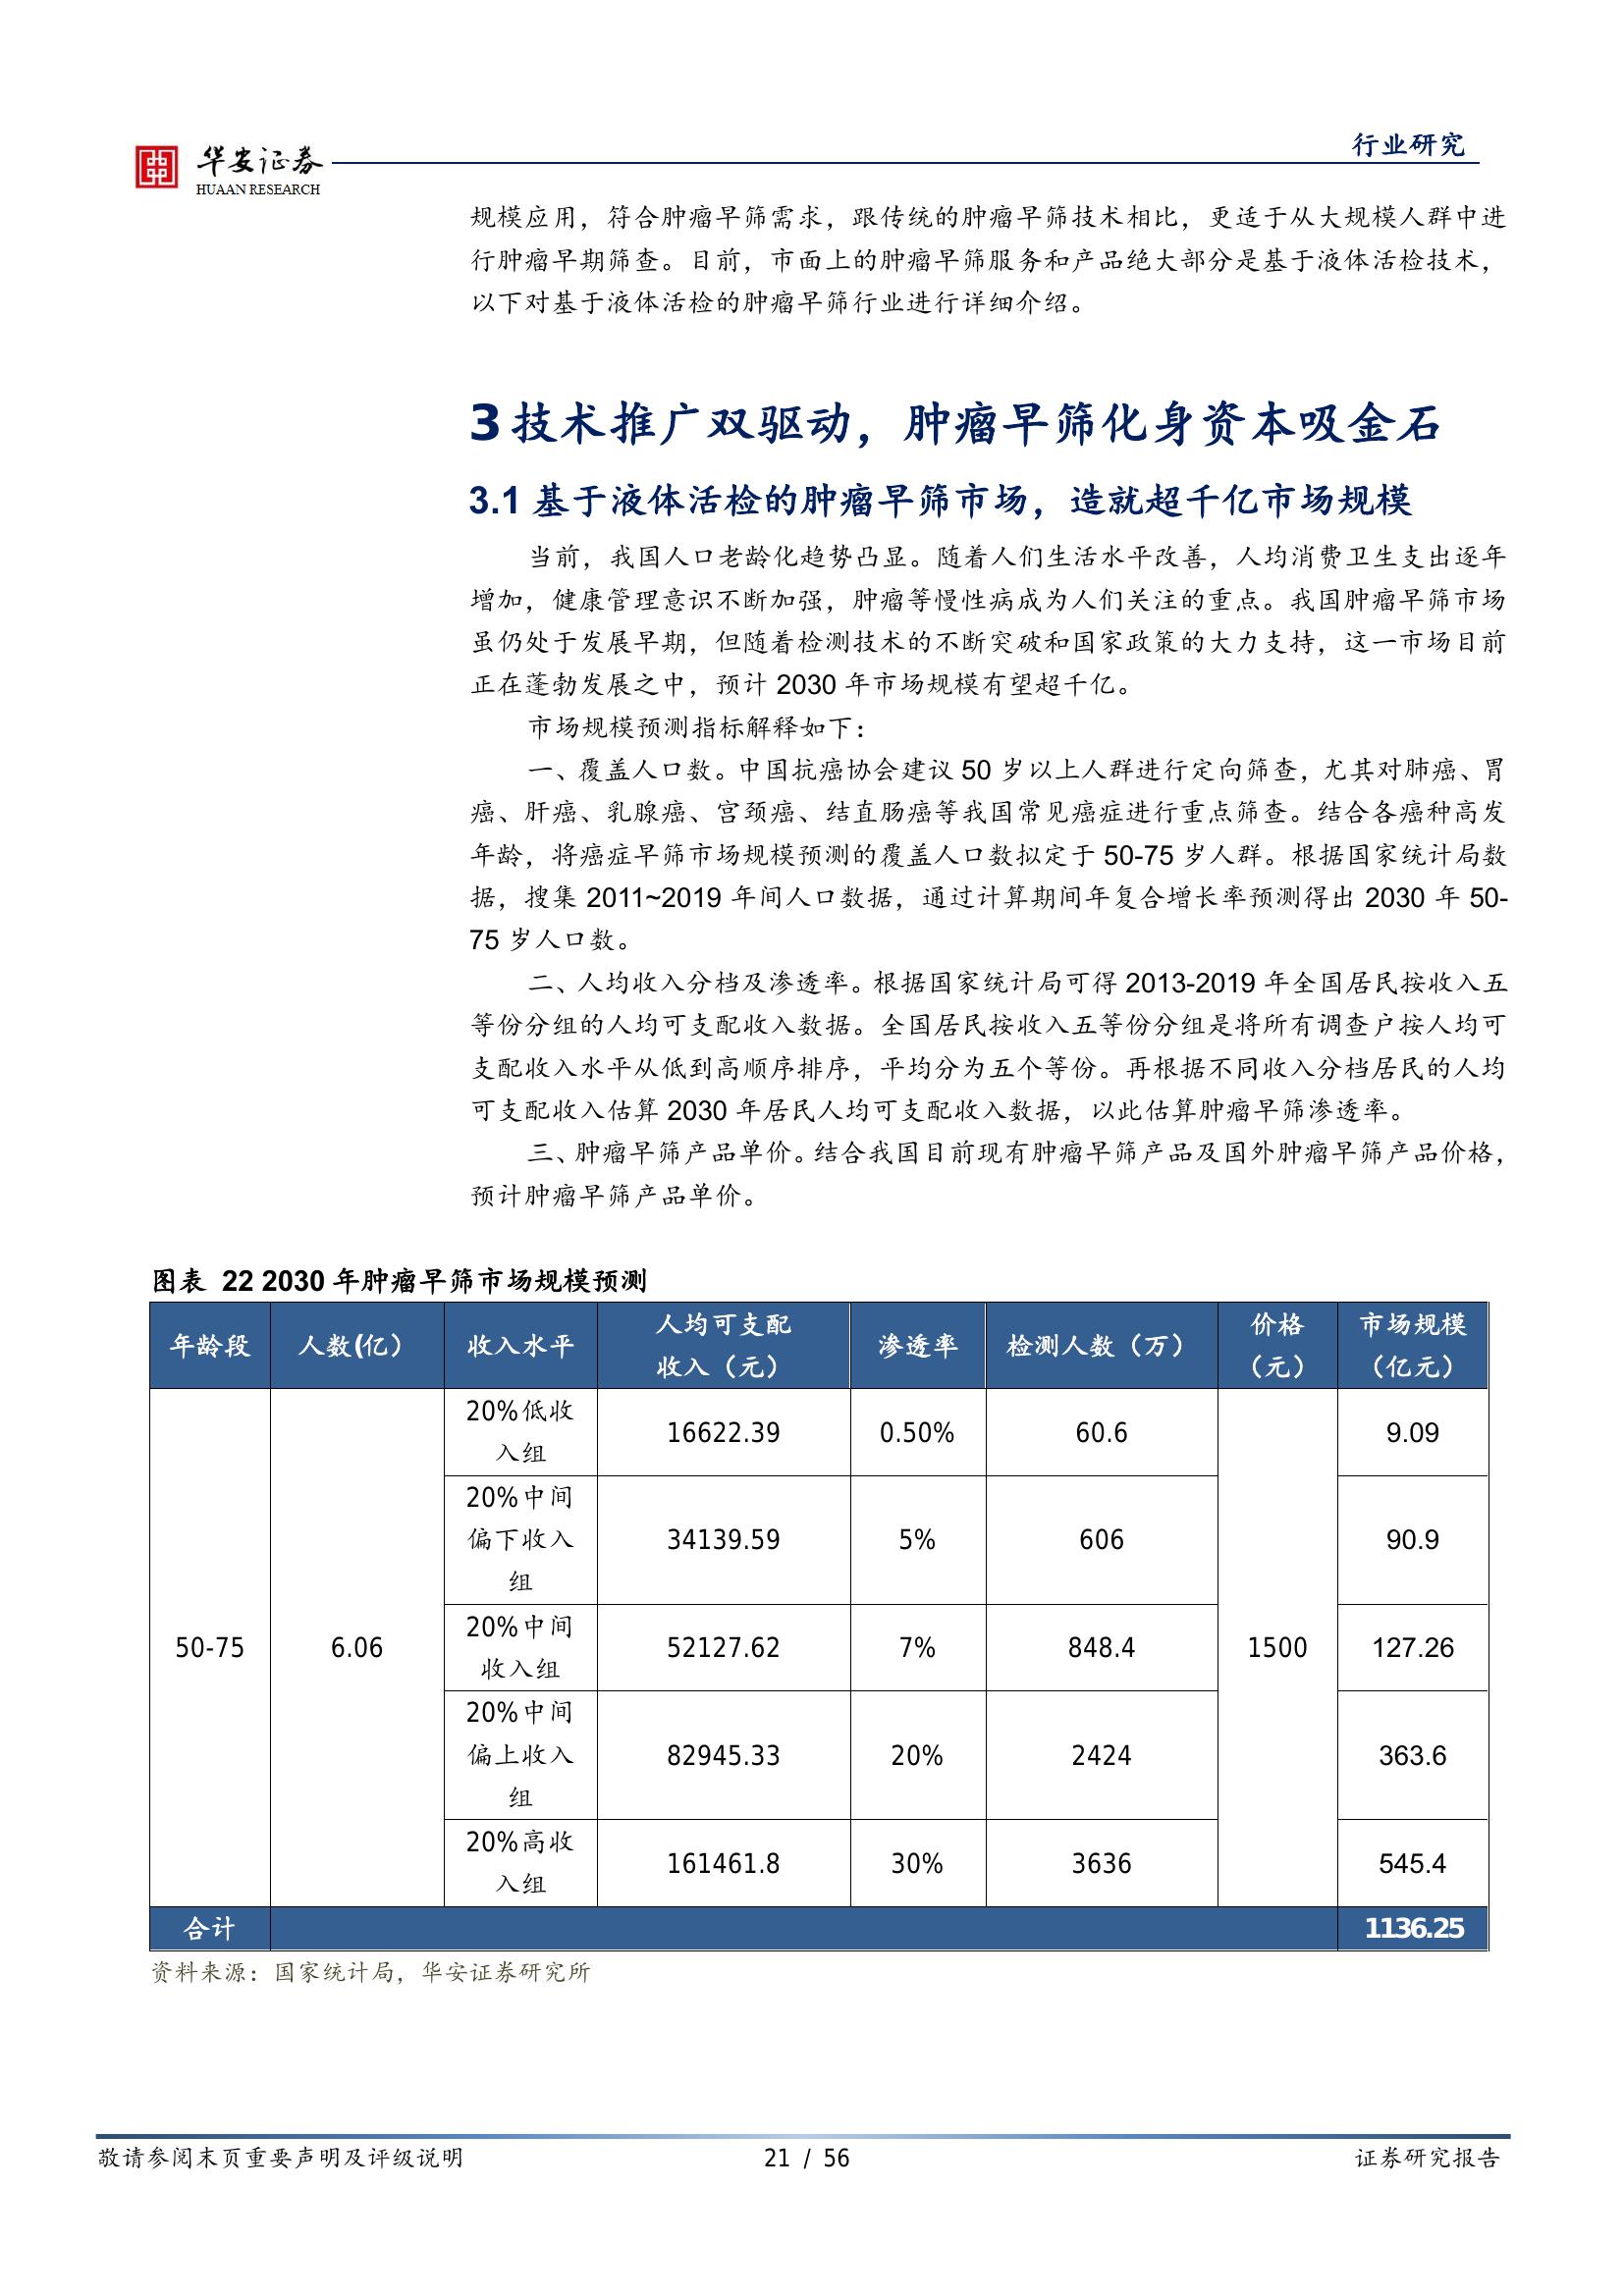 华安证券
HUAAN RESEARCH
行业研究
规模应用，符合肿瘤早筛需求，跟传统的肿瘤早筛技术相比，更适于从大规模人群中进
行肿瘤早期筛查。目前，市面上的肿瘤早筛服务和产品绝大部分是基于液体活检技术，
以下对基于液体活检的肿瘤早筛行业进行详细介绍。
3 技术推广双驱动，肿瘤早筛化身资本吸金石
3.1 基于液体活检的肿瘤早筛市场，造就超千亿市场规模
当前，我国人口老龄化趋势凸显。随着人们生活水平改善，人均消费卫生支出逐年
增加，健康管理意识不断加强，肿瘤等慢性病成为人们关注的重点。我国肿瘤早筛市场
虽仍处于发展早期，但随着检测技术的不断突破和国家政策的大力支持，这一市场目前
正在蓬勃发展之中，预计 2030 年市场规模有望超千亿。
市场规模预测指标解释如下：
一、覆盖人口数。中国抗癌协会建议 50 岁以上人群进行定向筛查，尤其对肺癌、胃
癌、肝癌、乳腺癌、宫颈癌、结直肠癌等我国常见癌症进行重点筛查。结合各癌种高发
年龄，将癌症早筛市场规模预测的覆盖人口数拟定于 50-75 岁人群。根据国家统计局数
据，搜集 2011~2019 年间人口数据，通过计算期间年复合增长率预测得出 2030 年 50-
75 岁人口数。
二、人均收入分档及渗透率。根据国家统计局可得 2013-2019 年全国居民按收入五
等份分组的人均可支配收入数据。全国居民按收入五等份分组是将所有调查户按人均可
支配收入水平从低到高顺序排序，平均分为五个等份。再根据不同收入分档居民的人均
可支配收入估算 2030 年居民人均可支配收入数据，以此估算肿瘤早筛渗透率。
三、肿瘤早筛产品单价。结合我国目前现有肿瘤早筛产品及国外肿瘤早筛产品价格，
预计肿瘤早筛产品单价。
图表 22 2030 年肿瘤早筛市场规模预测
年龄段 人数(亿） 收入水平 人均可支配 渗透率 检测人数（万） 价格 市场规模
收入（元） （元） （亿元）
20%低收
入组 16622.39 0.50% 60.6 9.09
20%中间
偏下收入 34139.59 5% 606 90.9
组
50-75 6.06 20%中间 52127.62 7% 848.4 1500 127.26
收入组
20%中间
偏上收入 82945.33 20% 2424 363.6
组
20%高收
入组 161461.8 30% 3636 545.4
合计 1136.25
资料来源：国家统计局，华安证券研究所
敬请参阅末页重要声明及评级说明 21 / 56 证券研究报告